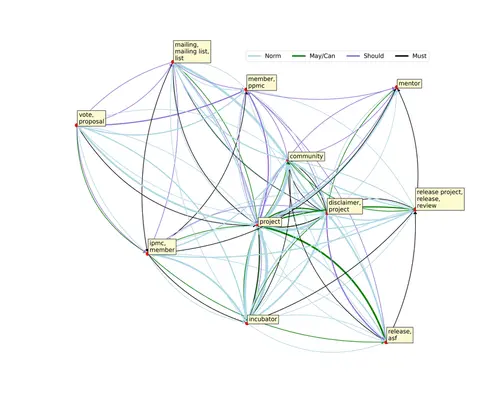 mailing,
mailing list,
list
Norm
May/Can
Should
Must
member,
ppmc
mentor
vote,
proposal
community
release project,
release,
review
disclaimer,
project
project
ipmc,
member
incubator
release,
asf